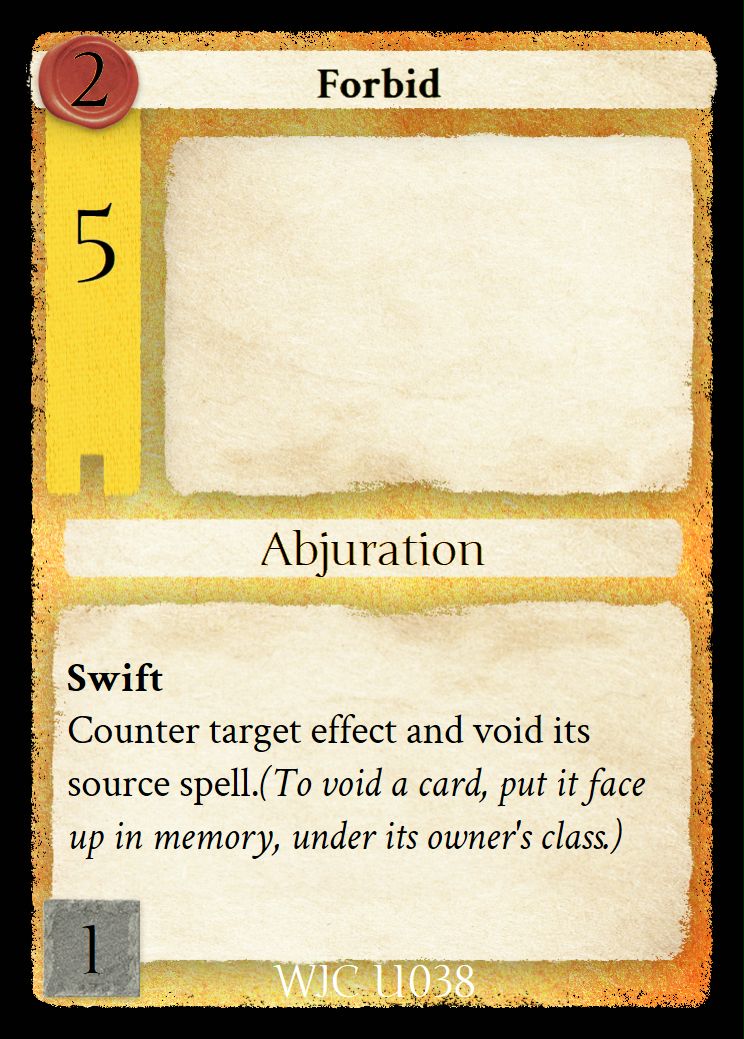 2
Forbid
5
Abjuration
Swift
Counter target effect and void its
source spell.(To void a card, put it face
up in memory, under its owner's class.)
1
WJC U038